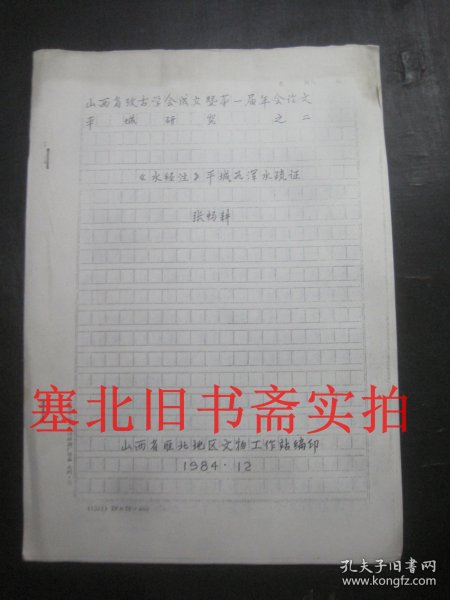 山西省考古学会成立暨第一届年会论文
平城研究之二
《水经注》平城瓦浑水疏证
张畅耕
塞北旧书斋实拍
山西省雁北地区文物工作站编印
1984.12
孔夫子旧书网
www.kongfz.com